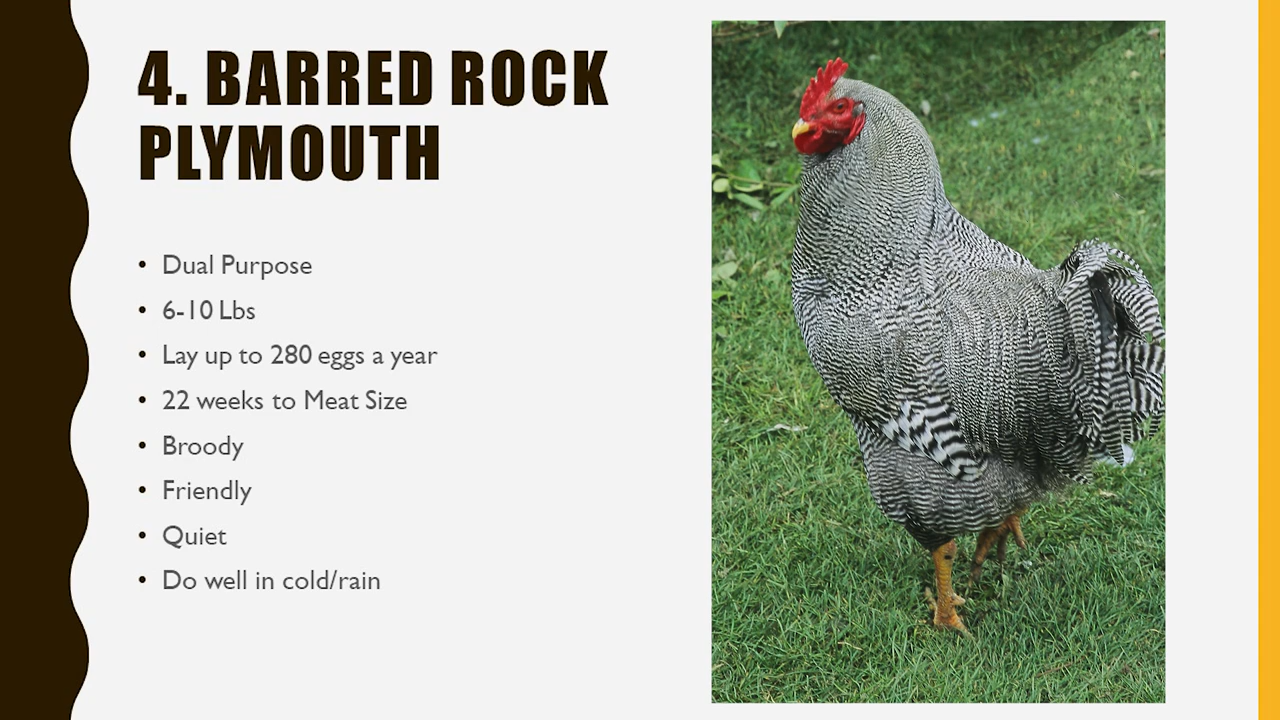 4. BARRED ROCK
PLYMOUTH
• Dual Purpose
• 6-10 Lbs
• Lay up to 280 eggs a year
• 22 weeks to Meat Size
• Broody
• Friendly
• Quiet
• Do well in cold/rain